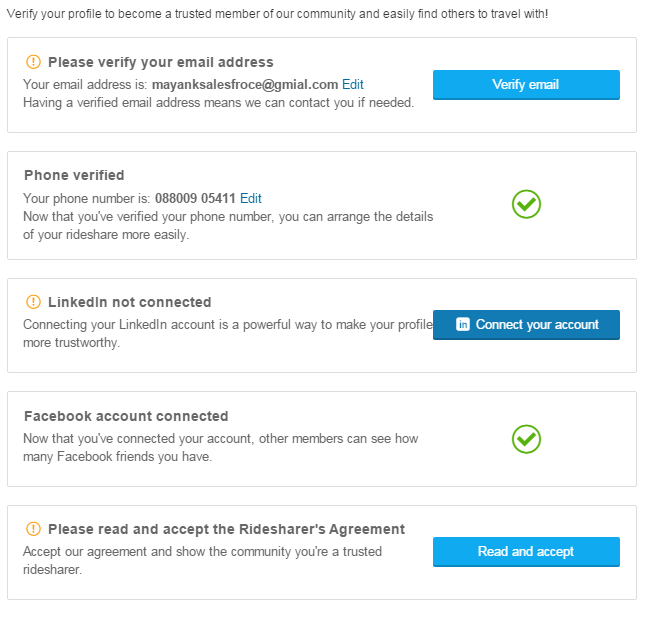 Verify your profile to become a trusted member of our community and easily find others to travel with!
Please verify your email address
Your email address is: mayanksalesfroce@gmial.com Edit
Having a verified email address means we can contact you if needed.
Verify email
Phone verified
Your phone number is: 088009 05411 Edit
Now that you've verified your phone number, you can arrange the details
of your rideshare more easily.
LinkedIn not connected
Connecting your LinkedIn account is a powerful way to make your profile
more trustworthy.
in Connect your account
Facebook account connected
Now that you've connected your account, other members can see how
many Facebook friends you have.
Please read and accept the Ridesharer's Agreement
Accept our agreement and show the community you're a trusted
ridesharer.
Read and accept